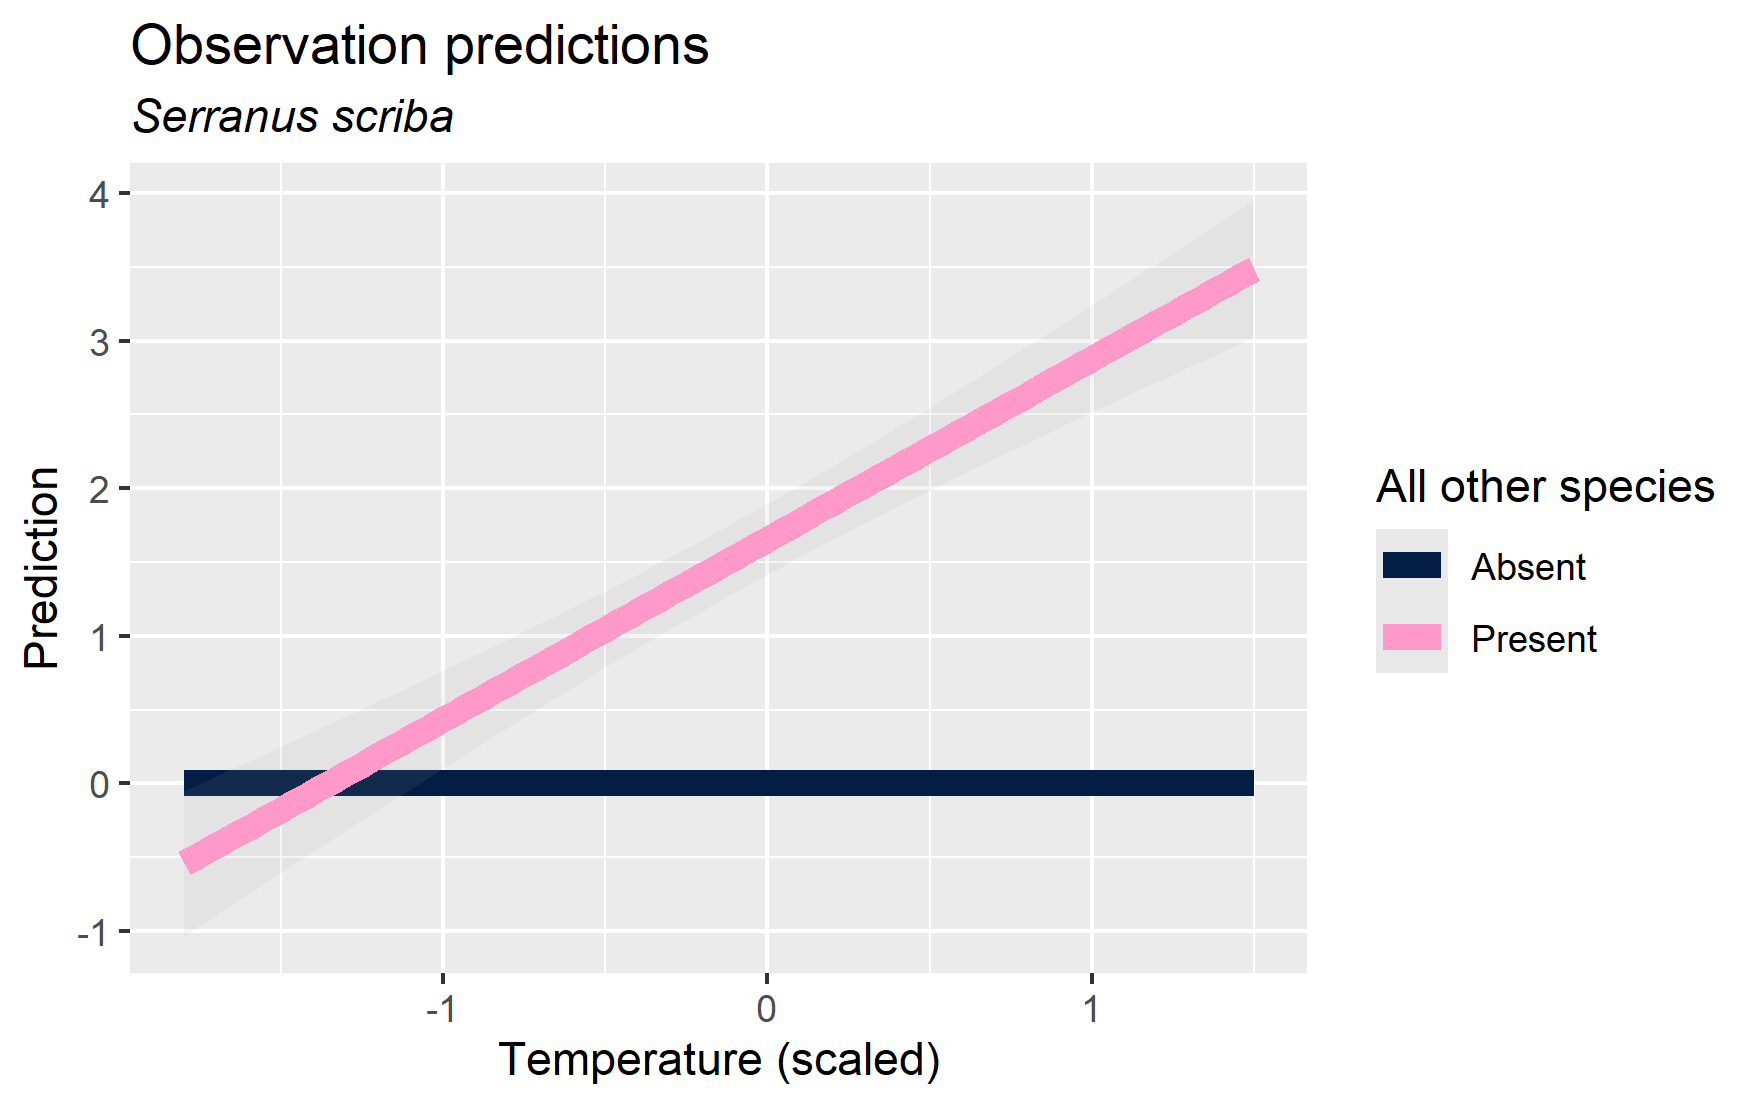 Observation predictions
Serranus scriba
4
3
2
1
0
-1
Prediction
-1
0
1
Temperature (scaled)
All other species
Absent
Present